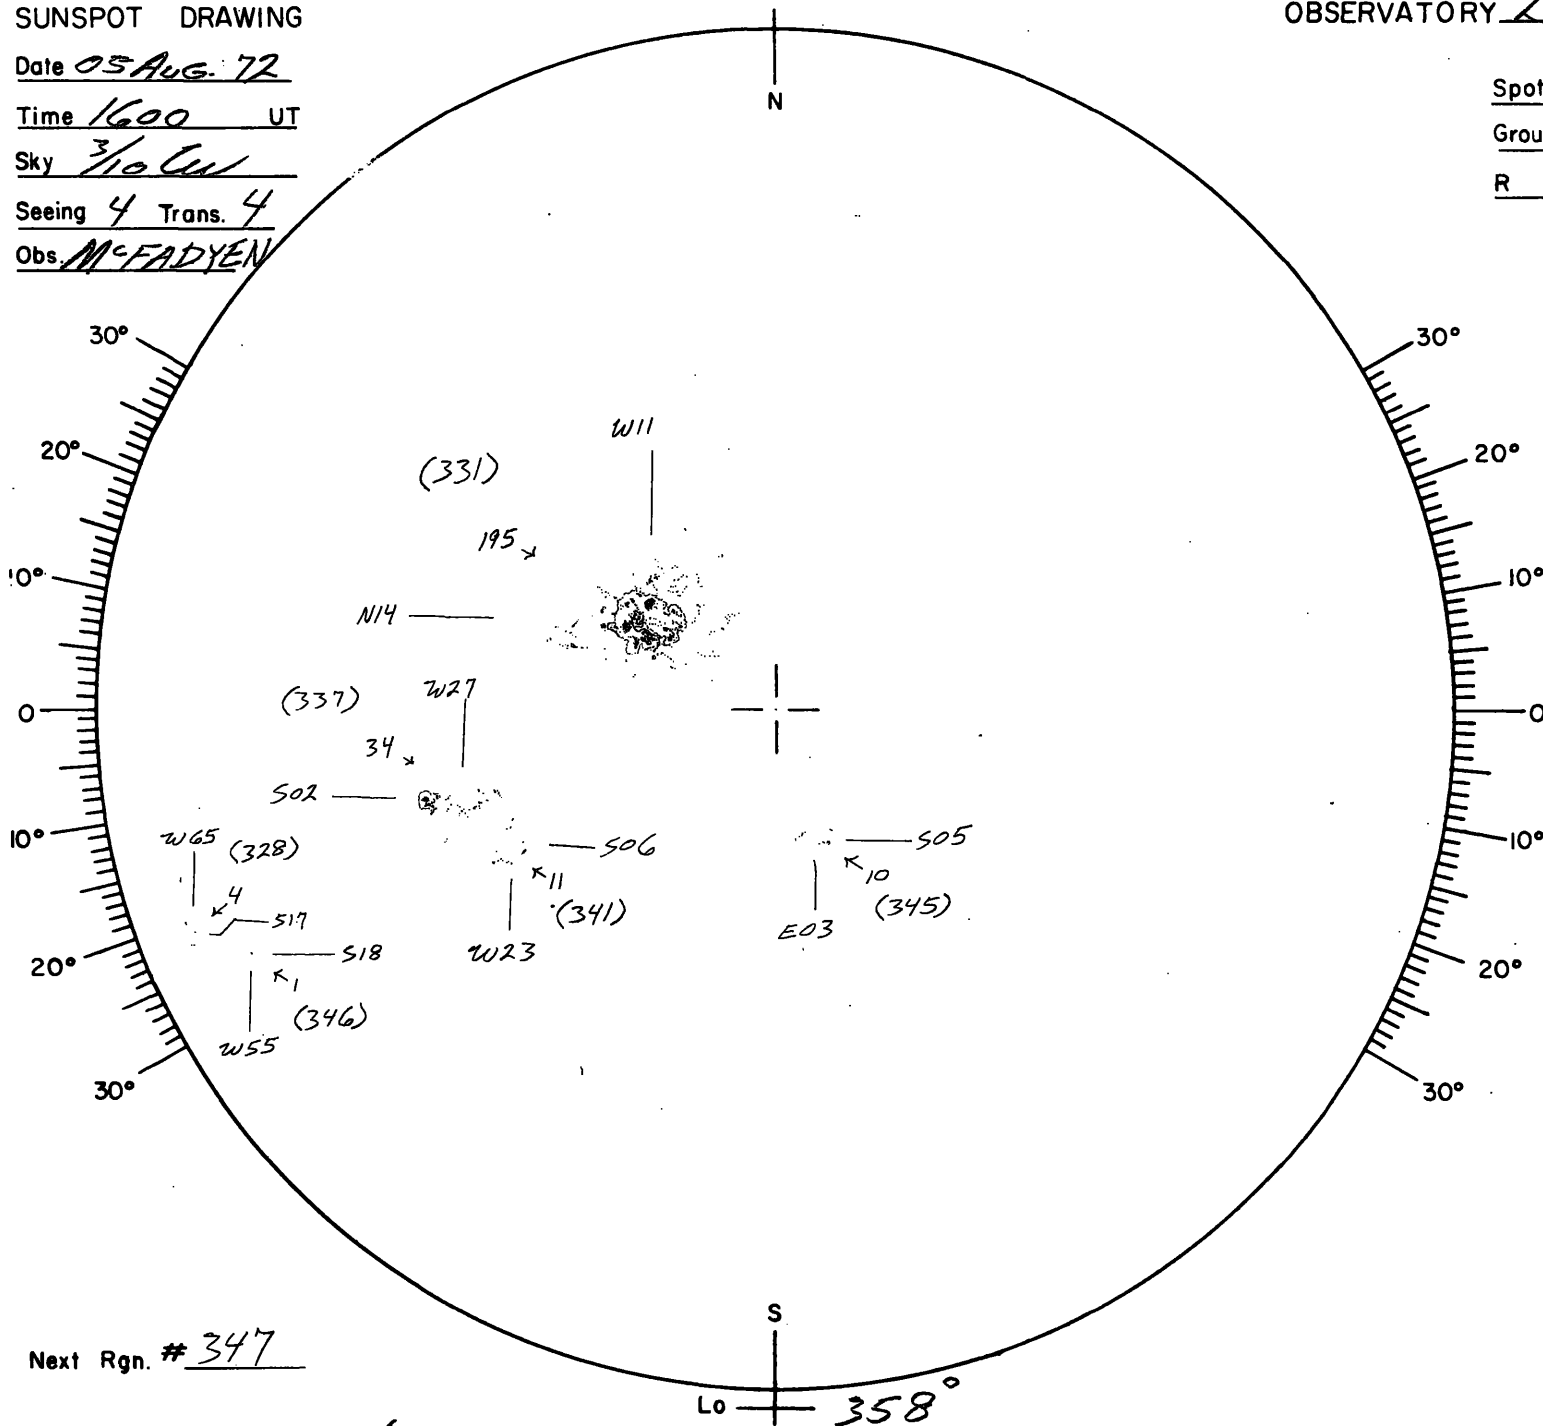 SUNSPOT DRAWING
OBSERVATORY
Date 05 AUG. 72
Time 1600 UT
Sky 3/10 Cu
Seeing 4 Trans. 4
Obs. McFADYEN
Spot
Grou
R
N
30° 30°
20° 20°
10° 10°
0 0
10° 10°
20° 20°
30° 30°
W11
(331)
195
N14
(337) W27
34
S02
W65 (328)
4
S17
S18
1
(346)
W55
S06
11
(341)
W23
S05
10
(345)
E03
S
Next Rgn. # 347
Lo 358°